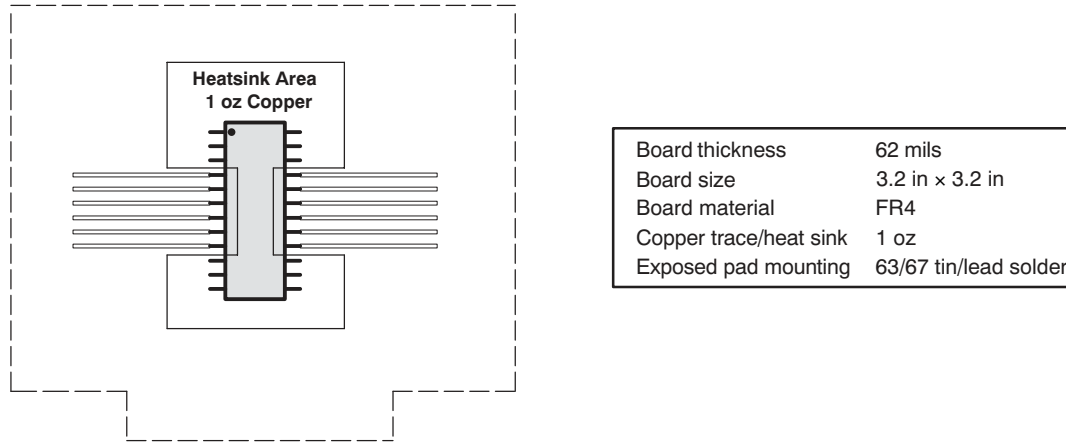 Heatsink Area
1 oz Copper
Board thickness 62 mils
Board size 3.2 in × 3.2 in
Board material FR4
Copper trace/heat sink 1 oz
Exposed pad mounting 63/67 tin/lead solder